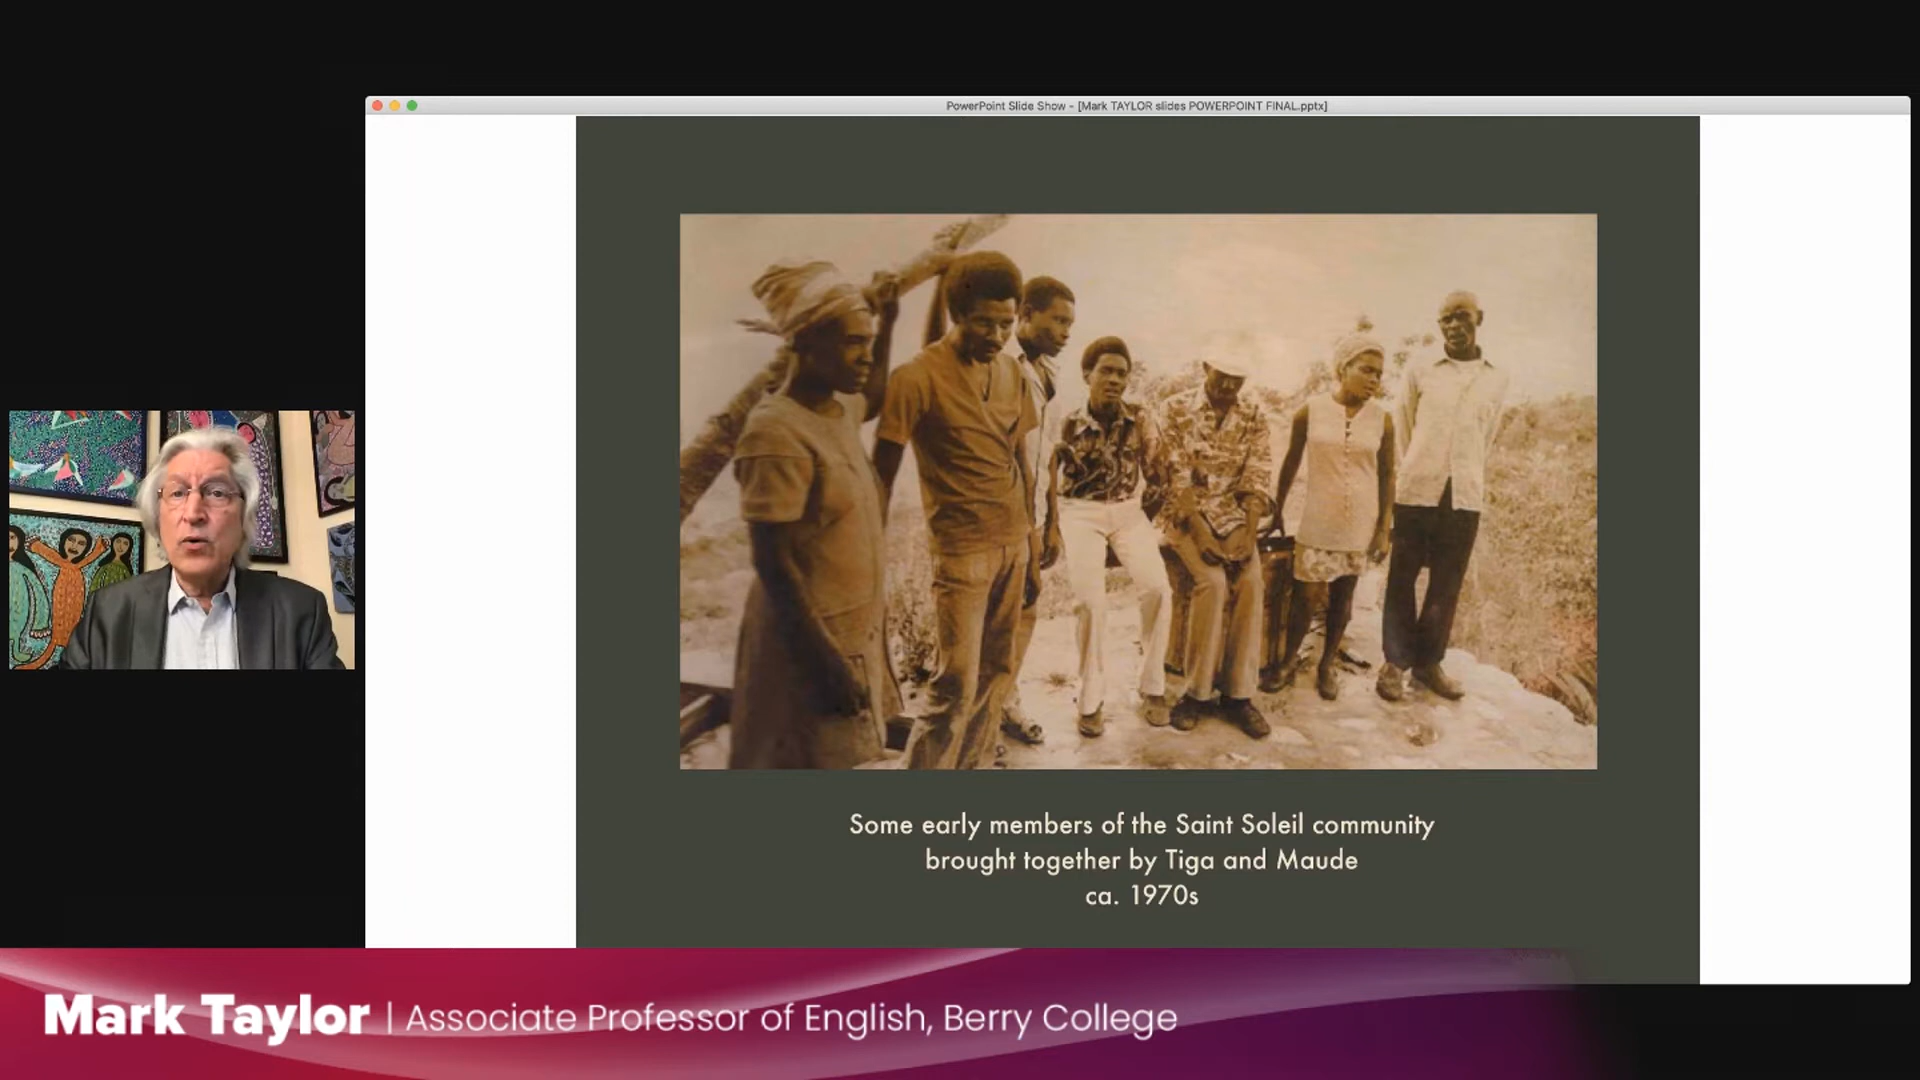 PowerPoint Slide Show - [Mark TAYLOR slides POWERPOINT FINAL.pptx]
Some early members of the Saint Soleil community
brought together by Tiga and Maude
ca. 1970s
Mark Taylor | Associate Professor of English, Berry College